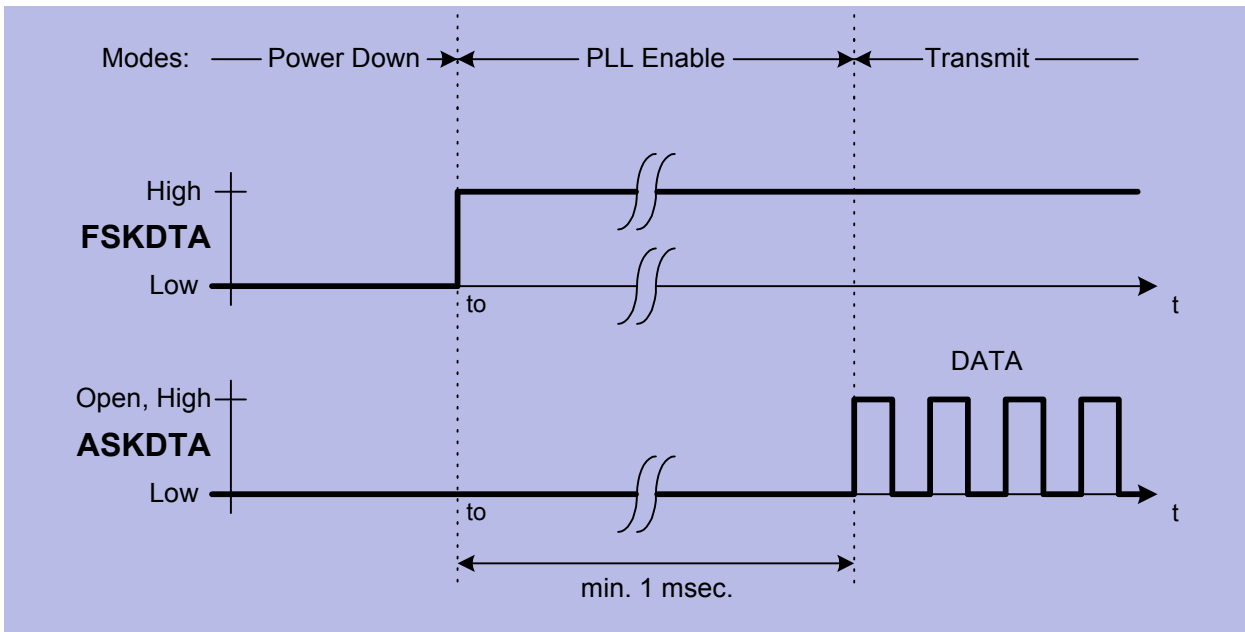 Modes: Power Down PLL Enable Transmit
High
FSKDTA
Low
to
t
DATA
Open, High
ASKDTA
Low
to
t
min. 1 msec.